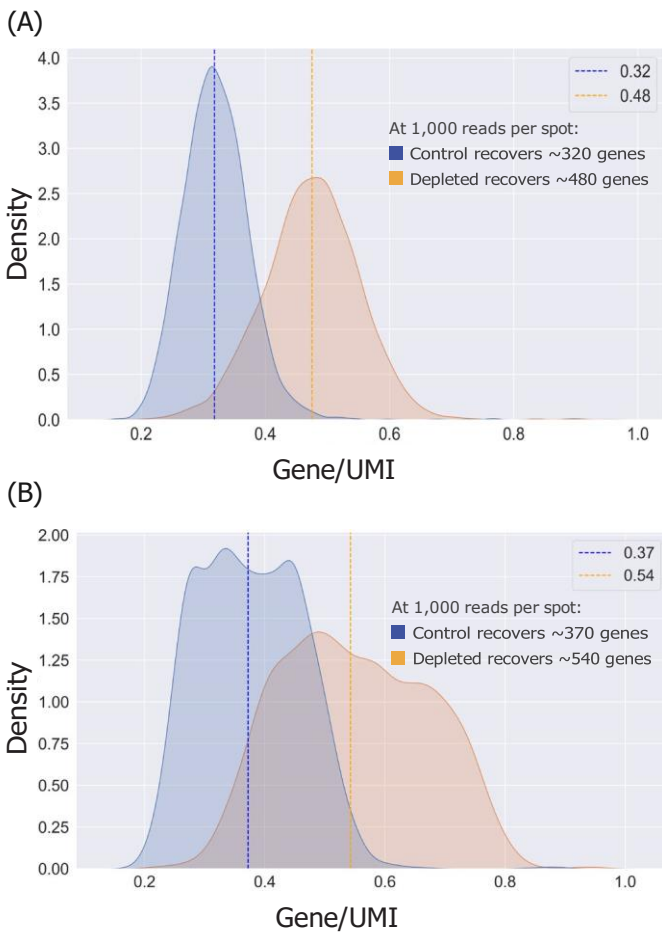 (A)
4.0
3.5
3.0
2.5
2.0
1.5
1.0
0.5
0.0
Density
0.32
0.48
At 1,000 reads per spot:
Control recovers ~320 genes
Depleted recovers ~480 genes
0.2 0.4 0.6 0.8 1.0
Gene/UMI
(B)
2.00
1.75
1.50
1.25
1.00
0.75
0.50
0.25
0.00
Density
0.37
0.54
At 1,000 reads per spot:
Control recovers ~370 genes
Depleted recovers ~540 genes
0.2 0.4 0.6 0.8 1.0
Gene/UMI